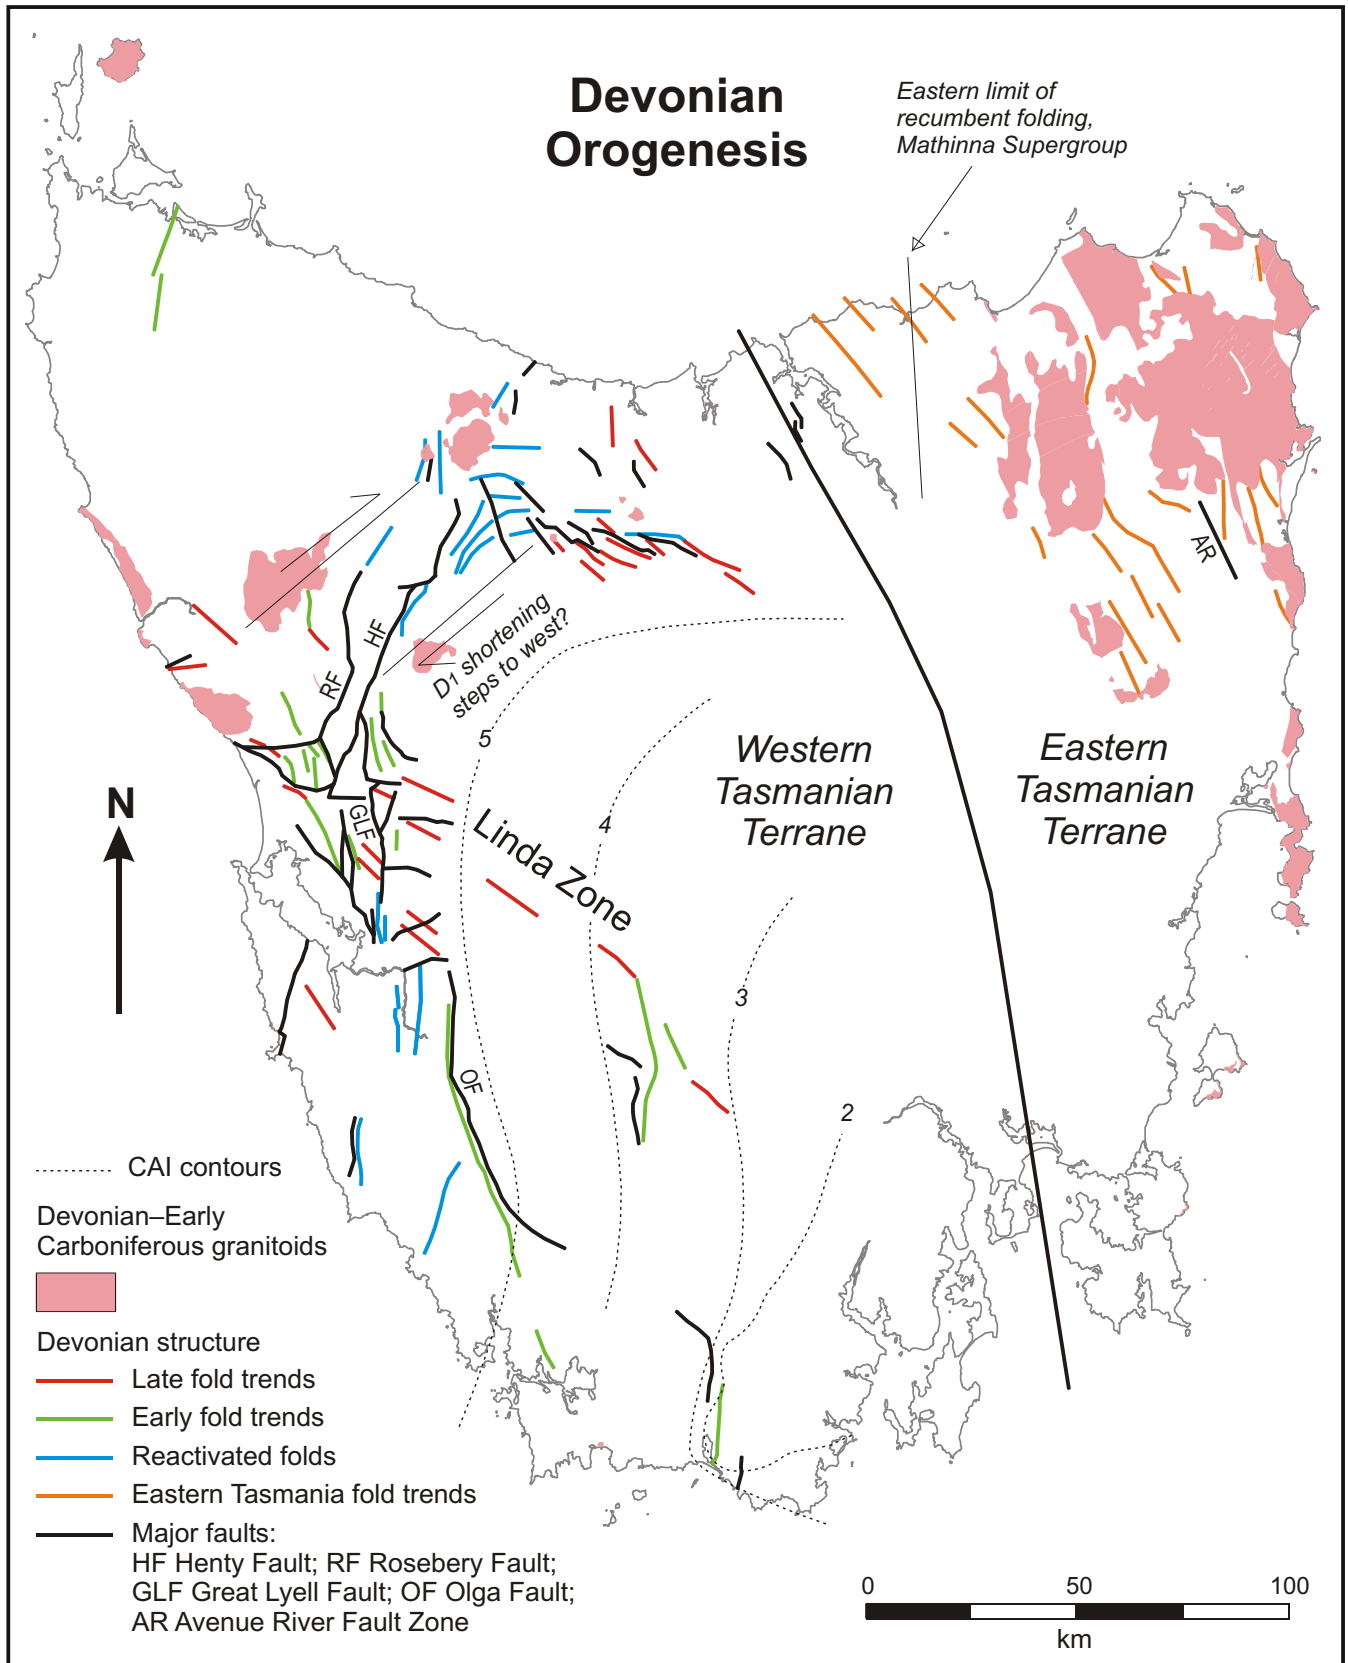 Devonian
Orogenesis
Eastern limit of
recumbent folding,
Mathinna Supergroup
AR
HF
RF
D1 shortening
steps to west?
5
Western
Tasmanian
Terrane
Eastern
Tasmanian
Terrane
N
GLF
4
Linda Zone
3
OF
2
CAI contours
Devonian–Early
Carboniferous granitoids
Devonian structure
Late fold trends
Early fold trends
Reactivated folds
Eastern Tasmania fold trends
Major faults:
HF Henty Fault; RF Rosebery Fault;
GLF Great Lyell Fault; OF Olga Fault;
AR Avenue River Fault Zone
0 50 100
km